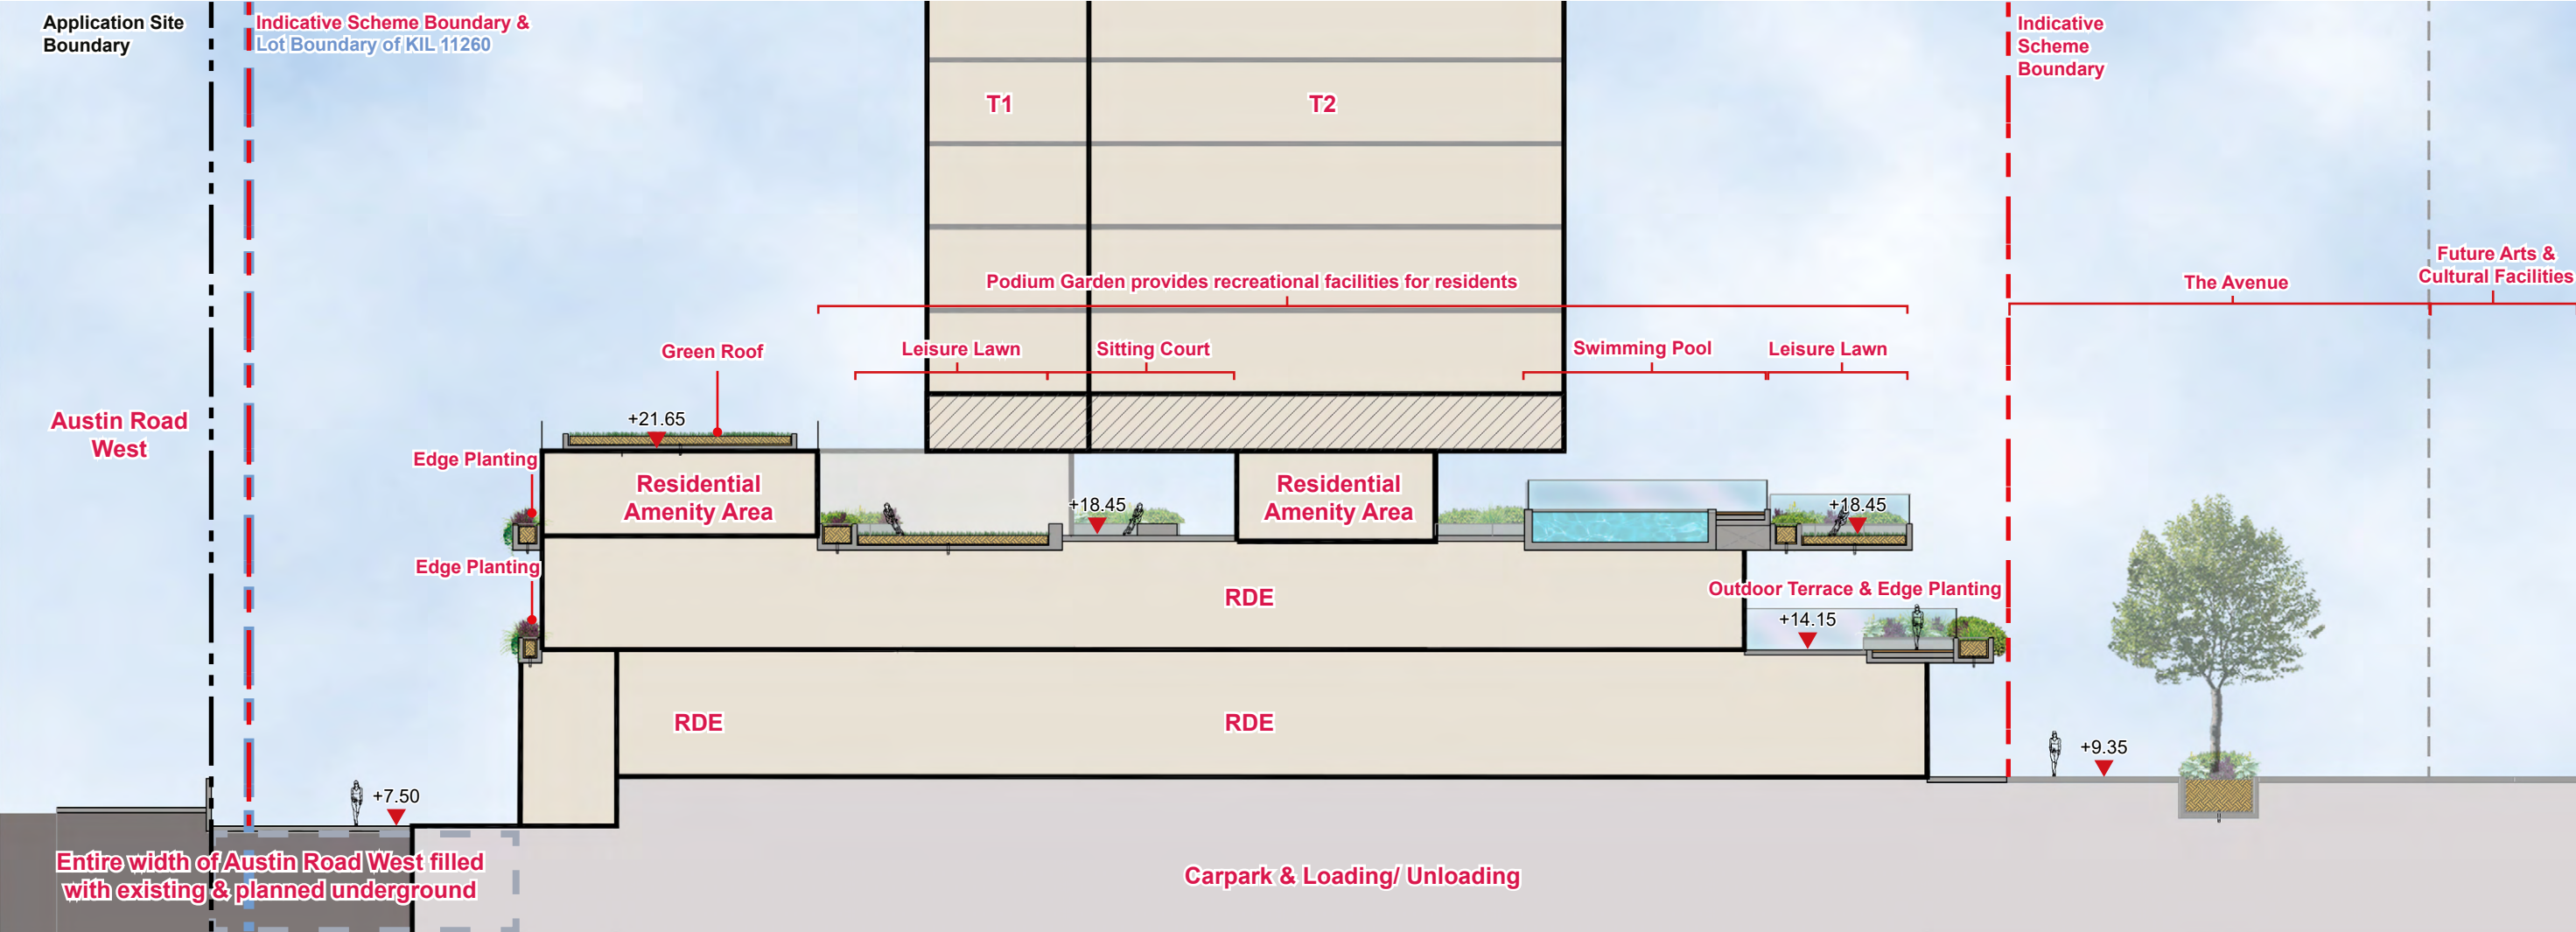 Application Site
Boundary
Indicative Scheme Boundary &
Lot Boundary of KIL 11260
Indicative
Scheme
Boundary
T1
T2
Podium Garden provides recreational facilities for residents
The Avenue
Future Arts &
Cultural Facilities
Green Roof
Leisure Lawn
Sitting Court
Swimming Pool
Leisure Lawn
Austin Road
West
+21.65
Edge Planting
Residential
Amenity Area
+18.45
Residential
Amenity Area
+18.45
Edge Planting
RDE
Outdoor Terrace & Edge Planting
+14.15
RDE
RDE
+7.50
+9.35
Entire width of Austin Road West filled
with existing & planned underground
Carpark & Loading/ Unloading